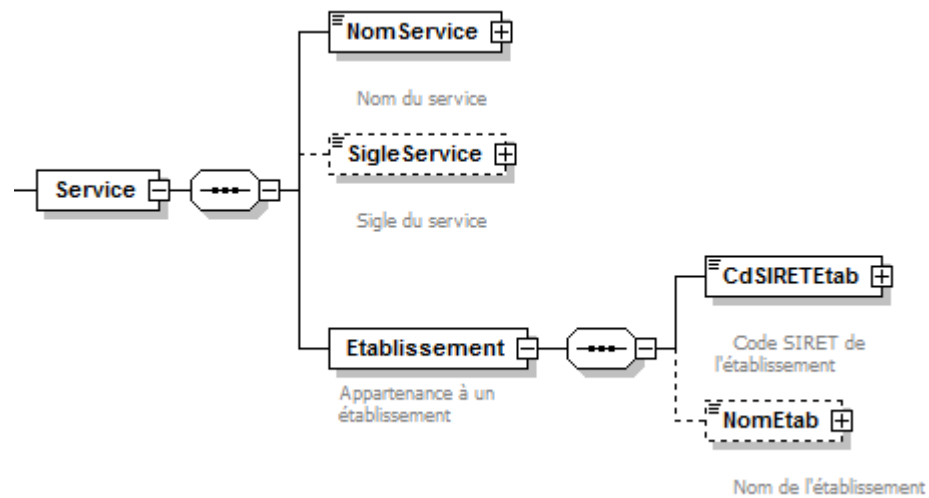 NomService
Nom du service
SigleService
Service
Sigle du service
CdSIRETEtab
Etablissement
Code SIRET de
l'établissement
Appartenance à un
établissement
NomEtab
Nom de l'établissement